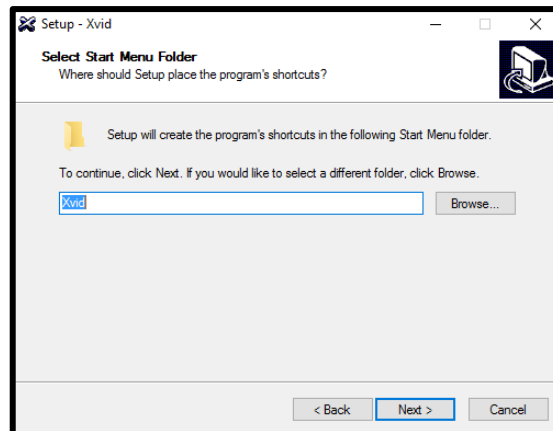 Setup - Xvid
Select Start Menu Folder
Where should Setup place the program's shortcuts?
Setup will create the program's shortcuts in the following Start Menu folder.
To continue, click Next. If you would like to select a different folder, click Browse.
Xvid
Browse...
< Back
Next >
Cancel